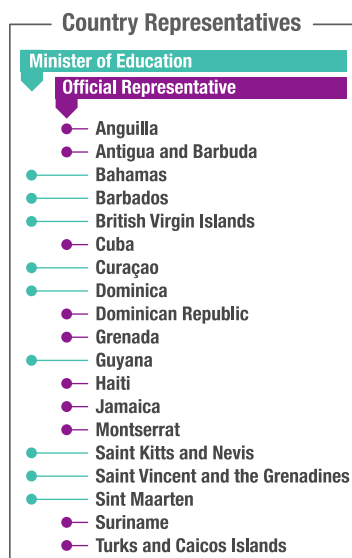 Country Representatives
Minister of Education
Official Representative
Anguilla
Antigua and Barbuda
Bahamas
Barbados
British Virgin Islands
Cuba
Curaçao
Dominica
Dominican Republic
Grenada
Guyana
Haiti
Jamaica
Montserrat
Saint Kitts and Nevis
Saint Vincent and the Grenadines
Sint Maarten
Suriname
Turks and Caicos Islands